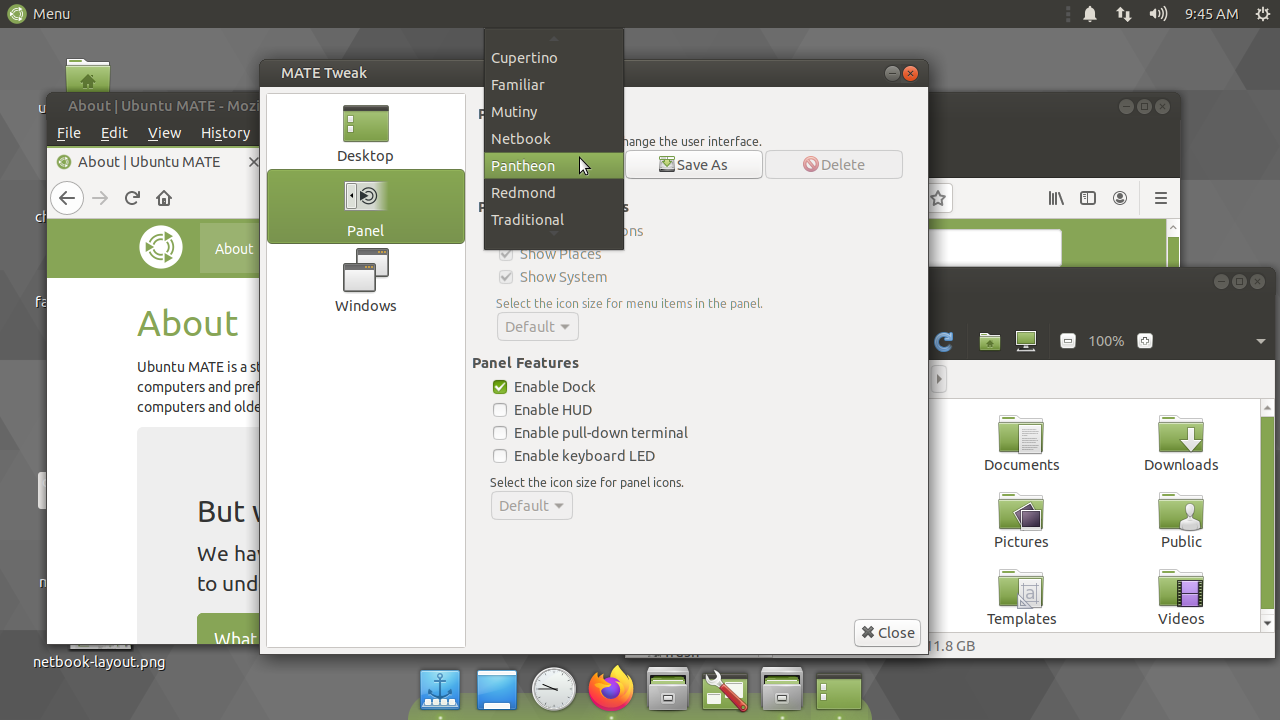 Menu
9:45 AM
About | Ubuntu MATE - Mozi
File Edit View History
About | Ubuntu MATE
About
About
Ubuntu MATE is a st
computers and pref
computers and olde
But w
We hav
to unde
What
netbook-layout.png
MATE Tweak
Desktop
Panel
Windows
Cupertino
Familiar
Mutiny
Netbook
Pantheon
Redmond
Traditional
hange the user interface.
Save As
Delete
Show Places
Show System
Select the icon size for menu items in the panel.
Default
Panel Features
Enable Dock
Enable HUD
Enable pull-down terminal
Enable keyboard LED
Select the icon size for panel icons.
Default
Close
100%
Documents
Downloads
Pictures
Public
Templates
Videos
11.8 GB